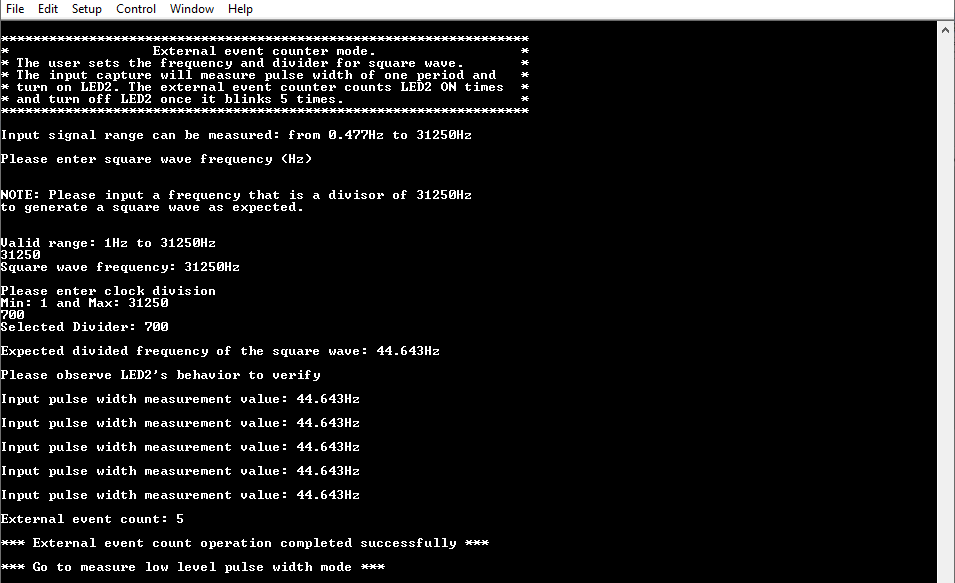 File Edit Setup Control Window Help
******************************************************************
* External event counter mode. *
* The user sets the frequency and divider for square wave. *
* The input capture will measure pulse width of one period and *
* turn on LED2. The external event counter counts LED2 ON times *
* and turn off LED2 once it blinks 5 times. *
******************************************************************
Input signal range can be measured: from 0.477Hz to 31250Hz
Please enter square wave frequency (Hz)
NOTE: Please input a frequency that is a divisor of 31250Hz
to generate a square wave as expected.
Valid range: 1Hz to 31250Hz
31250
Square wave frequency: 31250Hz
Please enter clock division
Min: 1 and Max: 31250
700
Selected Divider: 700
Expected divided frequency of the square wave: 44.643Hz
Please observe LED2's behavior to verify
Input pulse width measurement value: 44.643Hz
Input pulse width measurement value: 44.643Hz
Input pulse width measurement value: 44.643Hz
Input pulse width measurement value: 44.643Hz
Input pulse width measurement value: 44.643Hz
External event count: 5
*** External event count operation completed successfully ***
*** Go to measure low level pulse width mode ***